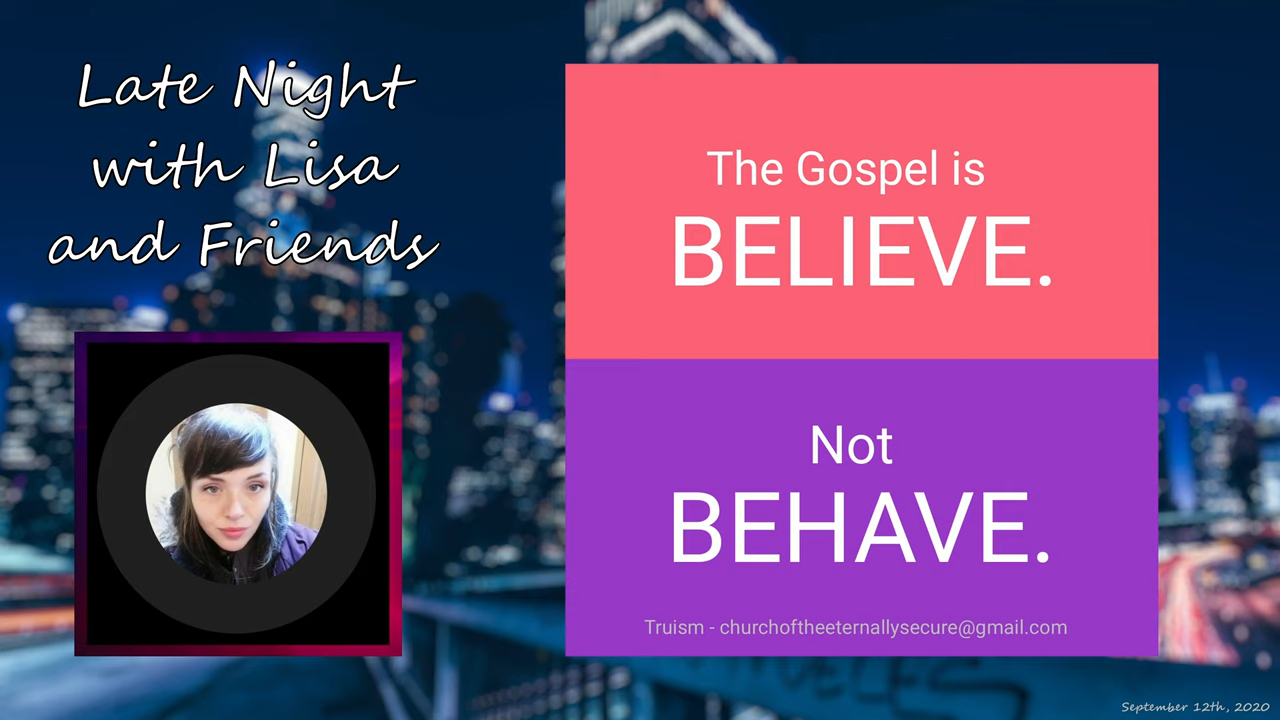 Late Night
with Lisa
and Friends
The Gospel is
BELIEVE.
Not
BEHAVE.
Truism - churchoftheeternallysecure@gmail.com
September 12th, 2020